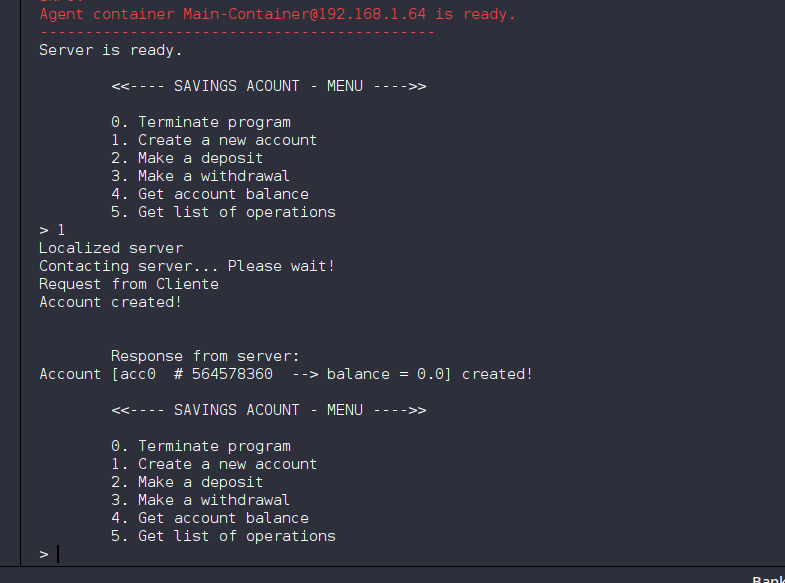 Agent container Main-Container@192.168.1.64 is ready.
--------------------------------------------
Server is ready.
<<---- SAVINGS ACOUNT - MENU ---->>
0. Terminate program
1. Create a new account
2. Make a deposit
3. Make a withdrawal
4. Get account balance
5. Get list of operations
> 1
Localized server
Contacting server... Please wait!
Request from Cliente
Account created!
Response from server:
Account [acc0  # 564578360  --> balance = 0.0] created!
<<---- SAVINGS ACOUNT - MENU ---->>
0. Terminate program
1. Create a new account
2. Make a deposit
3. Make a withdrawal
4. Get account balance
5. Get list of operations
>
Bank